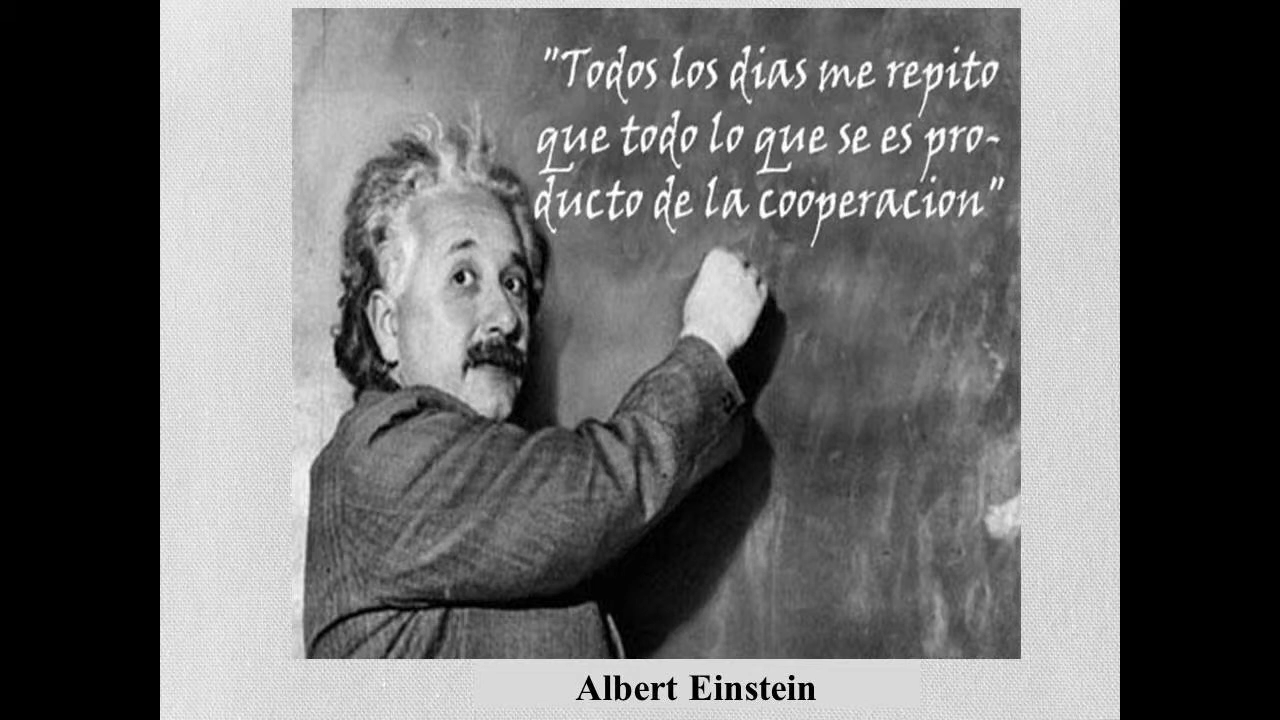 "Todos los dias me repito
que todo lo que se es pro-
ducto de la cooperacion"
Albert Einstein